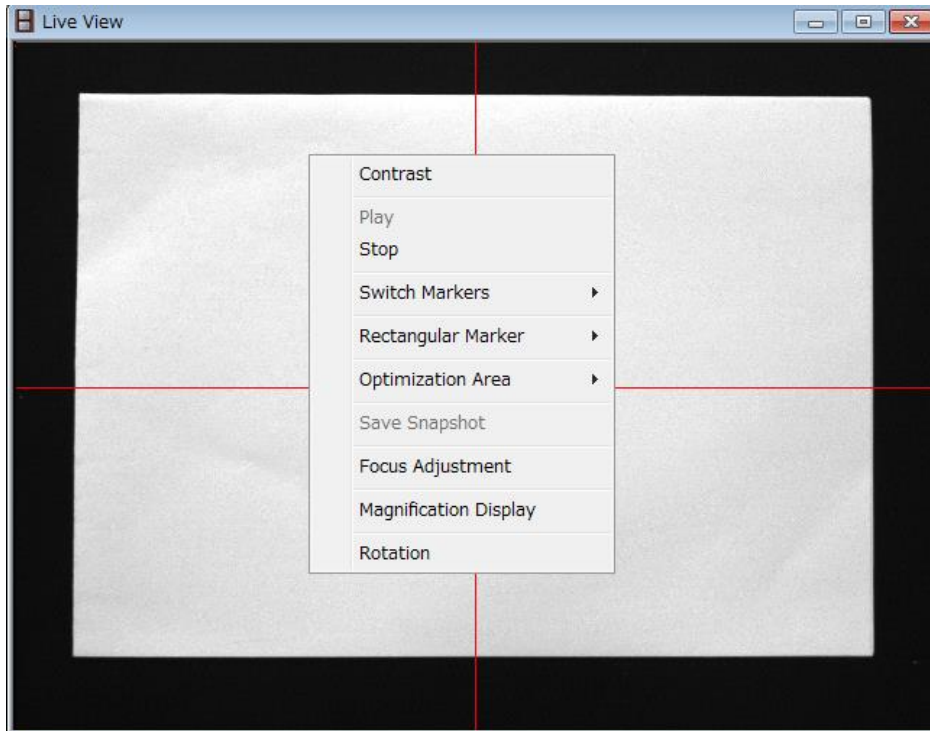 Live View
Contrast
Play
Stop
Switch Markers
Rectangular Marker
Optimization Area
Save Snapshot
Focus Adjustment
Magnification Display
Rotation